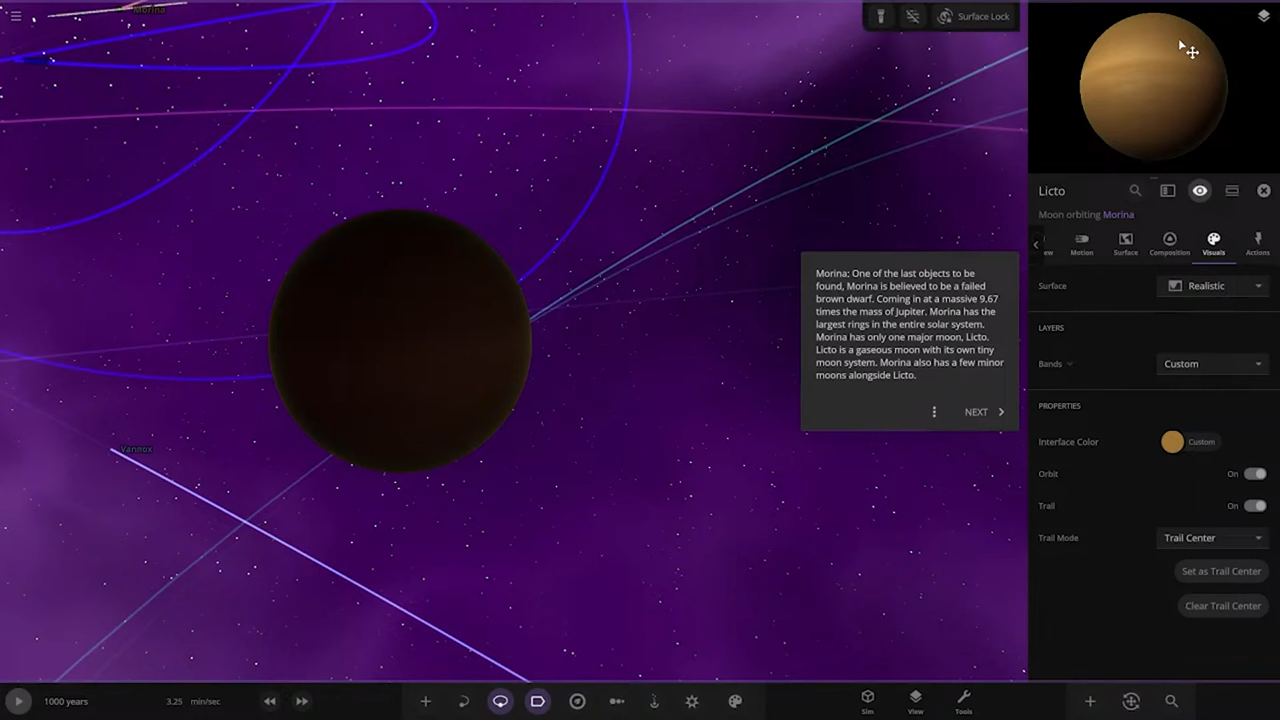 Morina
Surface Lock
Licto
Moon orbiting Morina
ew
Motion
Surface
Composition
Visuals
Actions
Surface
Realistic
LAYERS
Bands
Custom
PROPERTIES
Interface Color
Custom
Orbit
On
Trail
On
Trail Mode
Trail Center
Set as Trail Center
Clear Trail Center
Morina: One of the last objects to be
found, Morina is believed to be a failed
brown dwarf. Coming in at a massive 9.67
times the mass of Jupiter. Morina has the
largest rings in the entire solar system.
Morina has only one major moon, Licto.
Licto is a gaseous moon with its own tiny
moon system. Morina also has a few minor
moons alongside Licto.
NEXT
Vannox
1000 years
3.25 min/sec
Sim
View
Tools